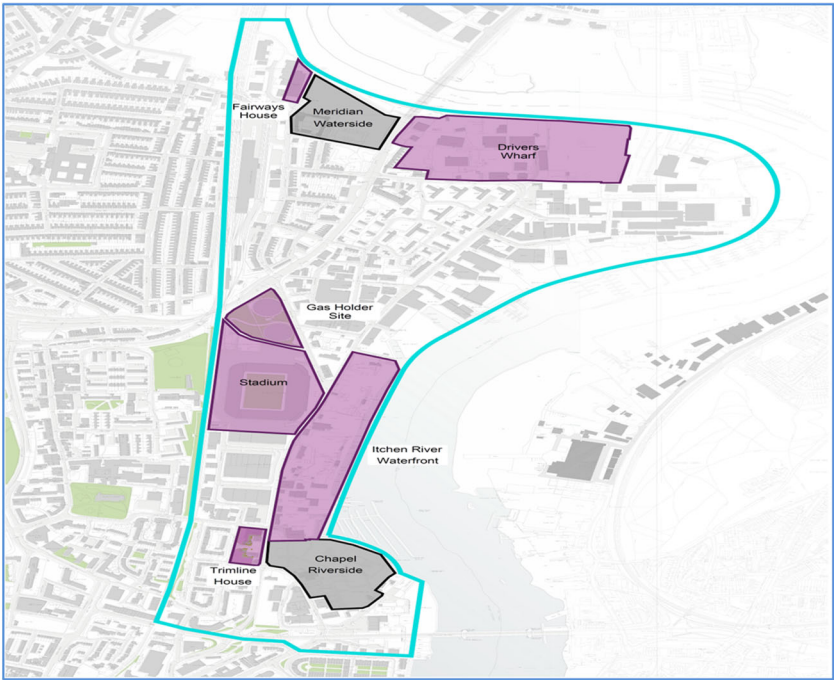 Fairways
House
Meridian
Waterside
Drivers
Wharf
Gas Holder
Site
Stadium
Itchen River
Waterfront
Chapel
Riverside
Trimline
House